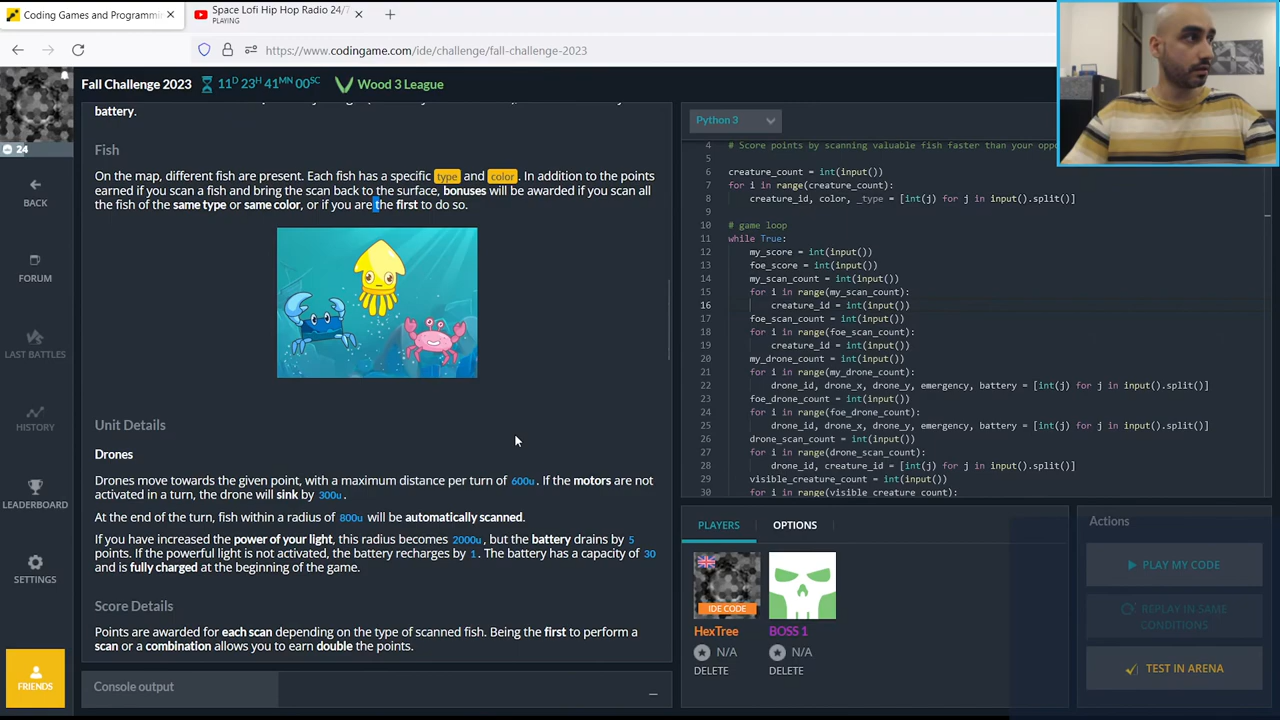 Coding Games and Programmin
Space Lofi Hip Hop Radio 24/7
PLAYING
https://www.codingame.com/ide/challenge/fall-challenge-2023
Fall Challenge 2023
11D 23H 41MN 00SC
Wood 3 League
24
BACK
FORUM
LAST BATTLES
HISTORY
LEADERBOARD
SETTINGS
FRIENDS
battery.
Fish
On the map, different fish are present. Each fish has a specific type and color. In addition to the points
earned if you scan a fish and bring the scan back to the surface, bonuses will be awarded if you scan all
the fish of the same type or same color, or if you are the first to do so.
Unit Details
Drones
Drones move towards the given point, with a maximum distance per turn of 600u. If the motors are not
activated in a turn, the drone will sink by 300u.
At the end of the turn, fish within a radius of 800u will be automatically scanned.
If you have increased the power of your light, this radius becomes 2000u, but the battery drains by 5
points. If the powerful light is not activated, the battery recharges by 1. The battery has a capacity of 30
and is fully charged at the beginning of the game.
Score Details
Points are awarded for each scan depending on the type of scanned fish. Being the first to perform a
scan or a combination allows you to earn double the points.
Console output
Python 3
4 # Score points by scanning valuable fish faster than your oppo
5
6 creature_count = int(input())
7 for i in range(creature_count):
8 creature_id, color, _type = [int(j) for j in input().split()]
9
10 # game loop
11 while True:
12 my_score = int(input())
13 foe_score = int(input())
14 my_scan_count = int(input())
15 for i in range(my_scan_count):
16 creature_id = int(input())
17 foe_scan_count = int(input())
18 for i in range(foe_scan_count):
19 creature_id = int(input())
20 my_drone_count = int(input())
21 for i in range(my_drone_count):
22 drone_id, drone_x, drone_y, emergency, battery = [int(j) for j in input().split()]
23 foe_drone_count = int(input())
24 for i in range(foe_drone_count):
25 drone_id, drone_x, drone_y, emergency, battery = [int(j) for j in input().split()]
26 drone_scan_count = int(input())
27 for i in range(drone_scan_count):
28 drone_id, creature_id = [int(j) for j in input().split()]
29 visible_creature_count = int(input())
30 for i in range(visible_creature_count):
PLAYERS
OPTIONS
IDE CODE
HexTree
N/A
DELETE
BOSS 1
N/A
DELETE
Actions
PLAY MY CODE
REPLAY IN SAME
CONDITIONS
TEST IN ARENA